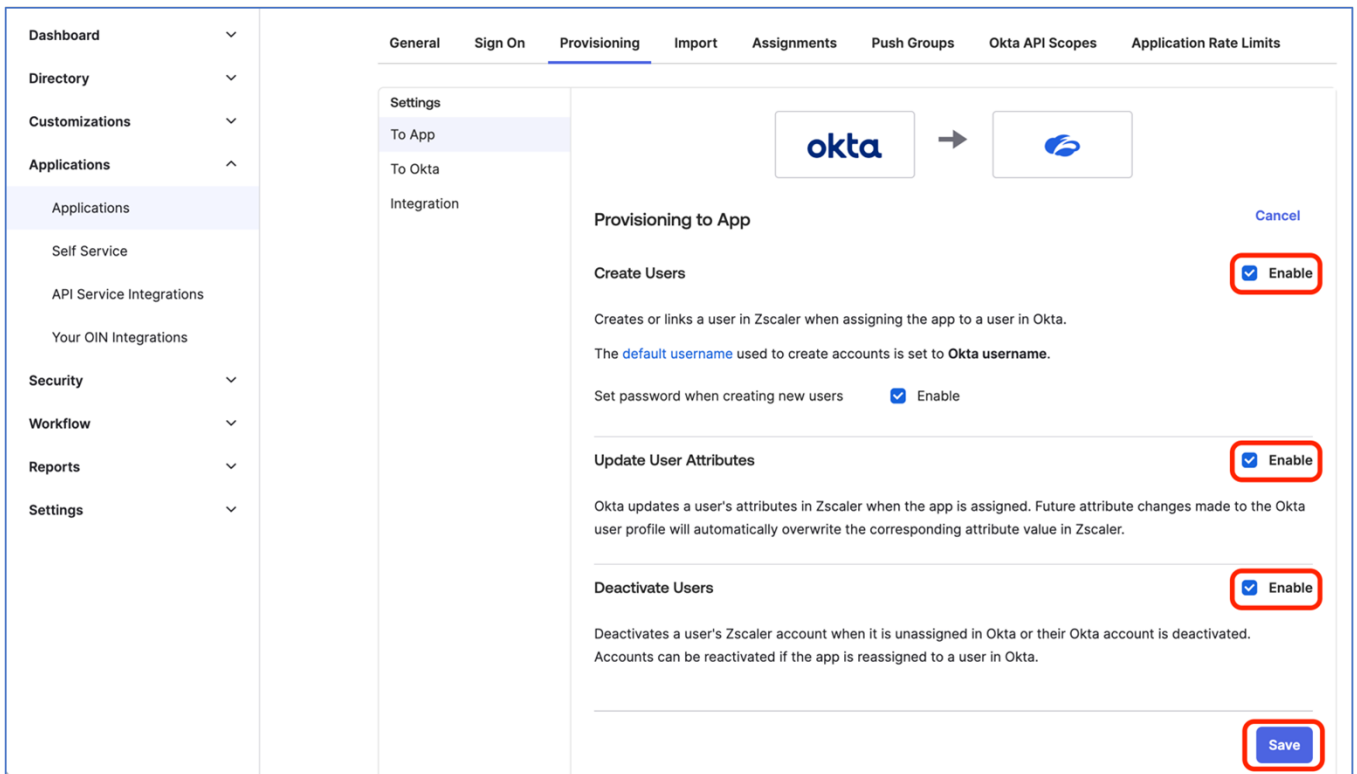 Dashboard
Directory
Customizations
Applications
Applications
Self Service
API Service Integrations
Your OIN Integrations
Security
Workflow
Reports
Settings
General Sign On Provisioning Import Assignments Push Groups Okta API Scopes Application Rate Limits
Settings
To App
To Okta
Integration
okta
Provisioning to App Cancel
Create Users Enable
Creates or links a user in Zscaler when assigning the app to a user in Okta.
The default username used to create accounts is set to Okta username.
Set password when creating new users Enable
Update User Attributes Enable
Okta updates a user's attributes in Zscaler when the app is assigned. Future attribute changes made to the Okta
user profile will automatically overwrite the corresponding attribute value in Zscaler.
Deactivate Users Enable
Deactivates a user's Zscaler account when it is unassigned in Okta or their Okta account is deactivated.
Accounts can be reactivated if the app is reassigned to a user in Okta.
Save